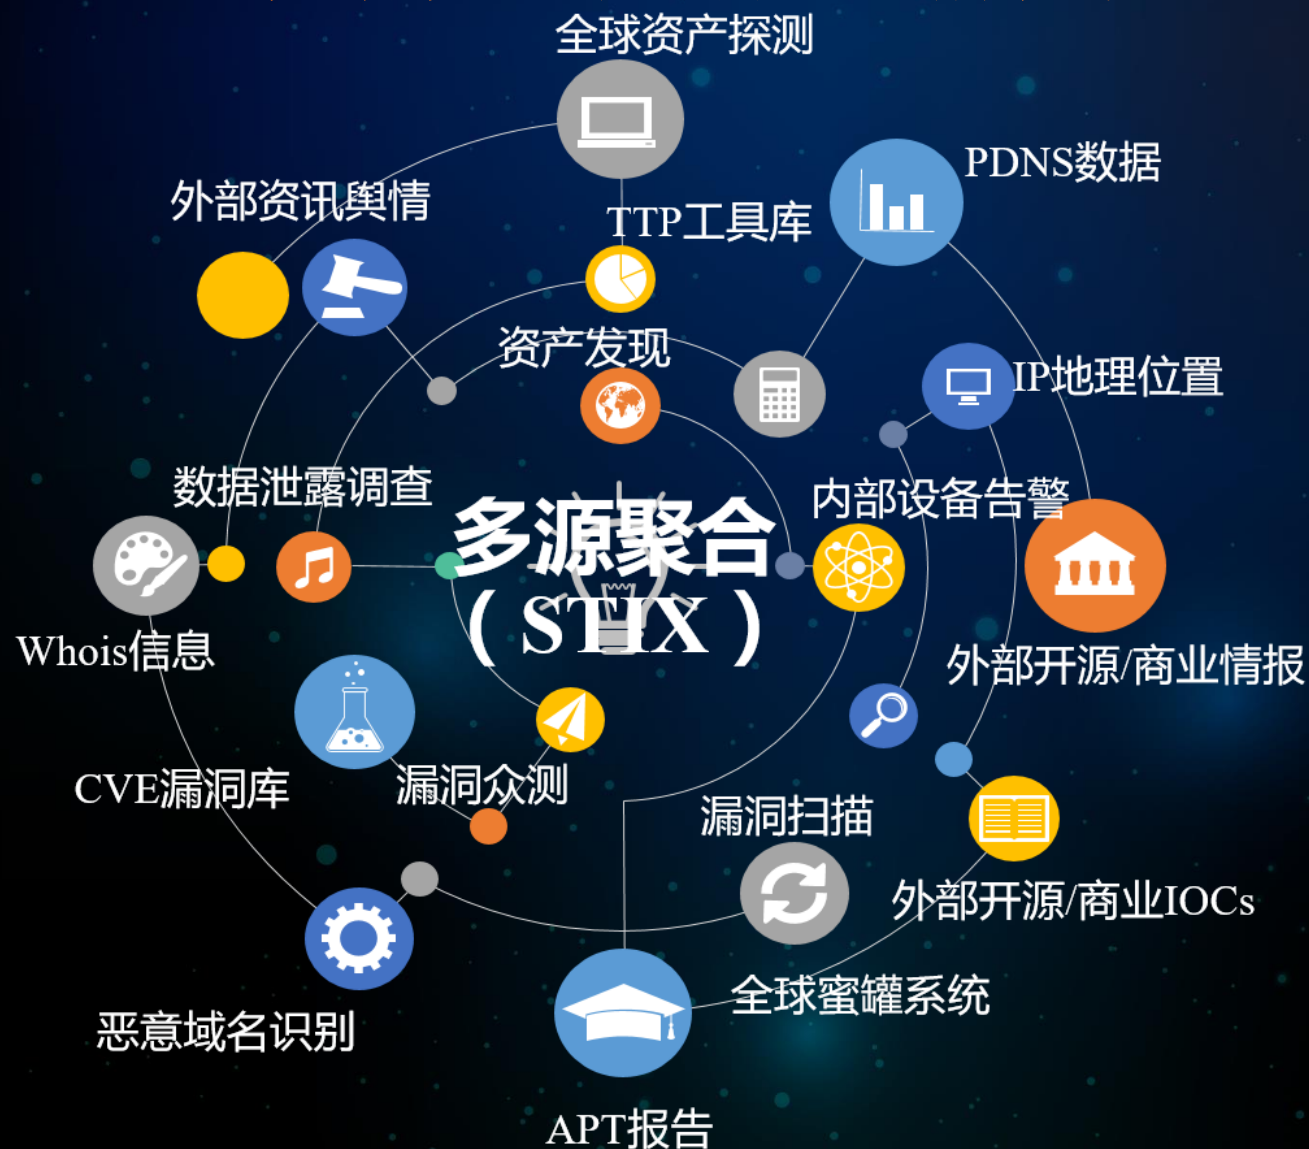 全球资产探测
PDNS数据
外部资讯舆情
TTP工具库
资产发现
IP地理位置
数据泄露调查
内部设备告警
多源聚合
（STIX）
Whois信息
外部开源/商业情报
CVE漏洞库
漏洞众测
漏洞扫描
外部开源/商业IOCs
全球蜜罐系统
恶意域名识别
APT报告